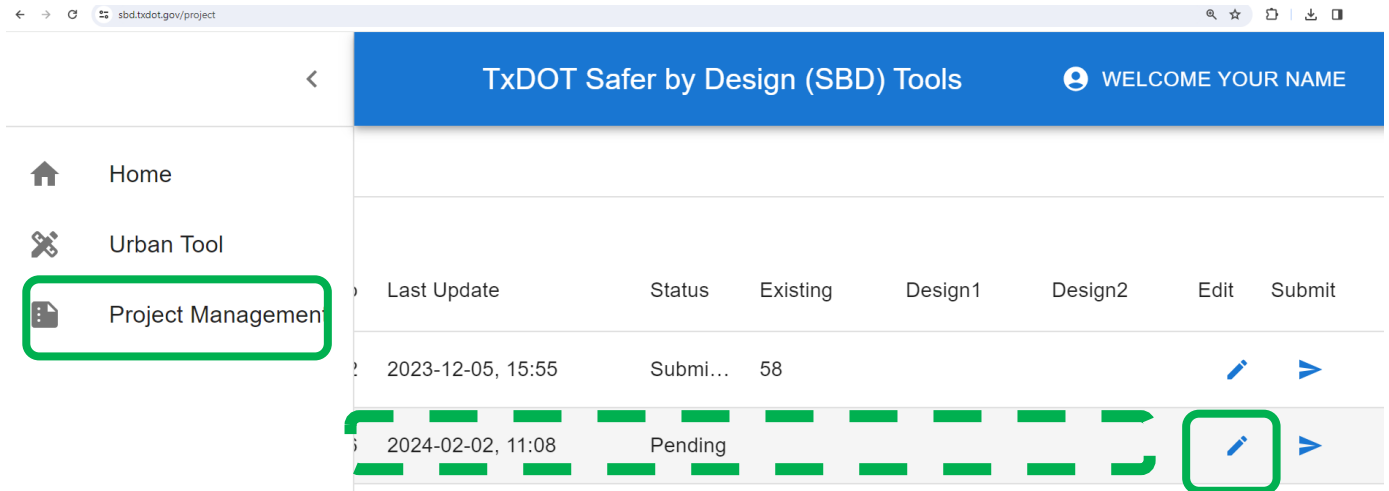 sbd.txdot.gov/project
TxDOT Safer by Design (SBD) Tools WELCOME YOUR NAME
Home
Urban Tool
Project Management
Last Update Status Existing Design1 Design2 Edit Submit
2023-12-05, 15:55 Submi... 58
2024-02-02, 11:08 Pending